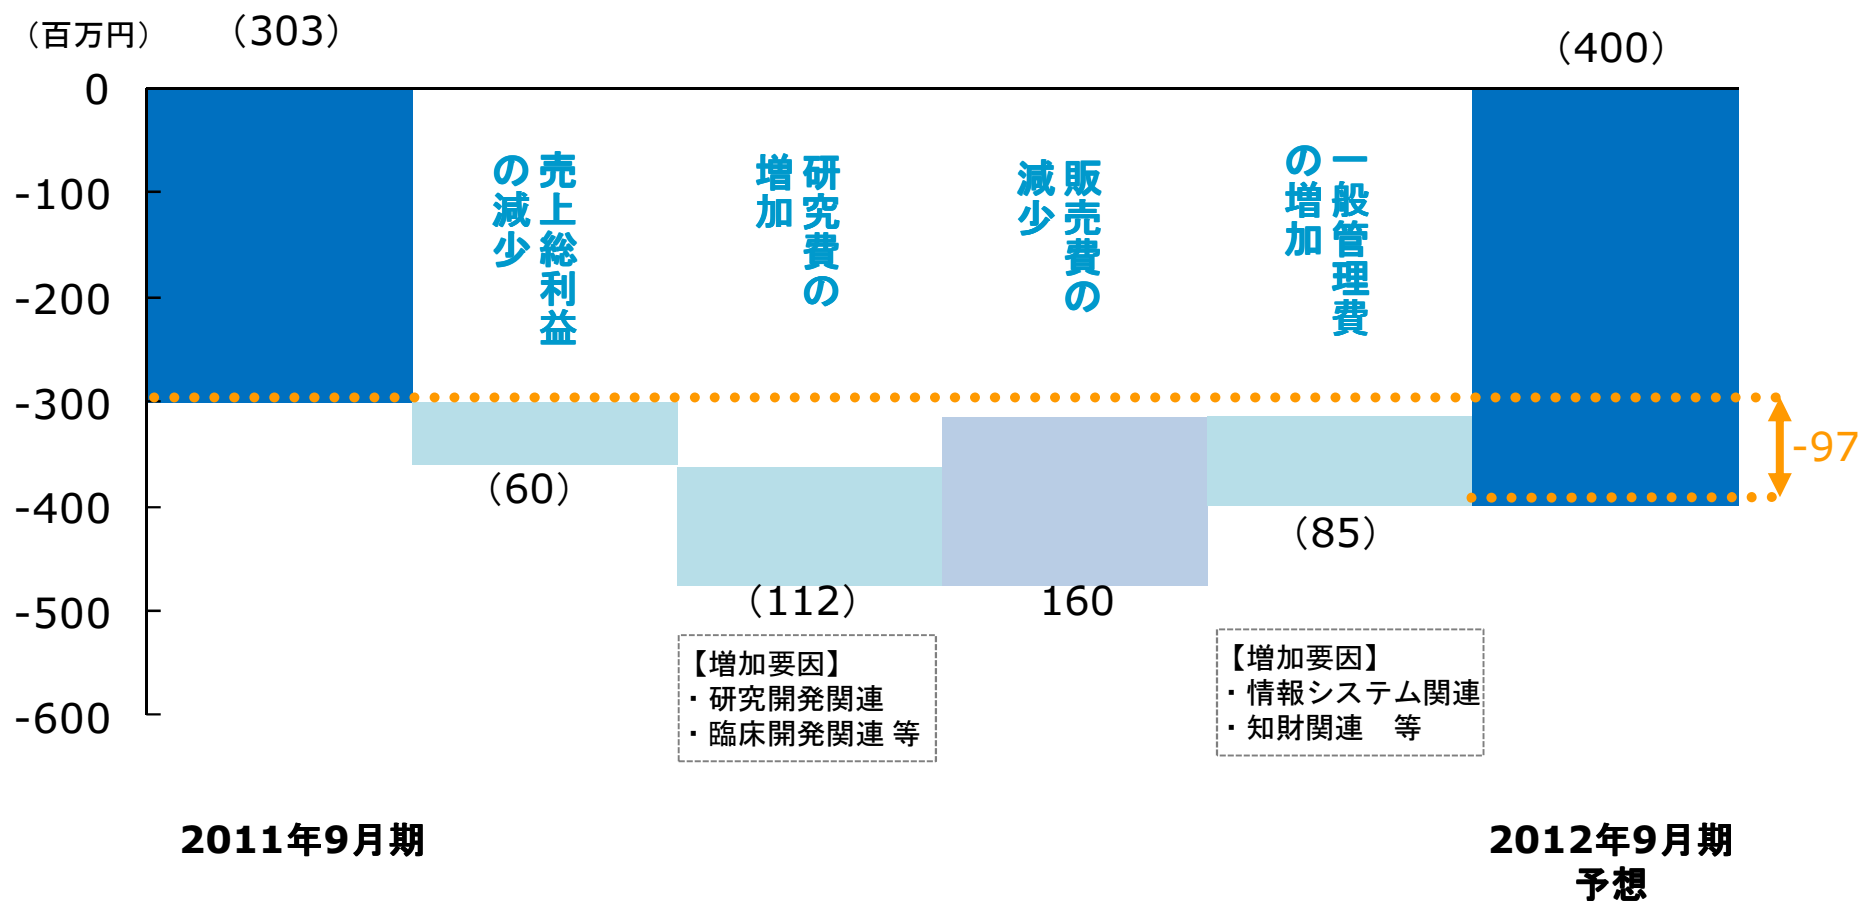 （百万円）
（303）
（400）
0
-100
-200
-300
-400
-500
-600
売上総利益
の減少
研究費の
増加
販売費の
減少
一般管理費
の増加
-97
（60）
（112）
160
（85）
【増加要因】
・研究開発関連
・臨床開発関連 等
【増加要因】
・情報システム関連
・知財関連　等
2011年9月期
2012年9月期
予想